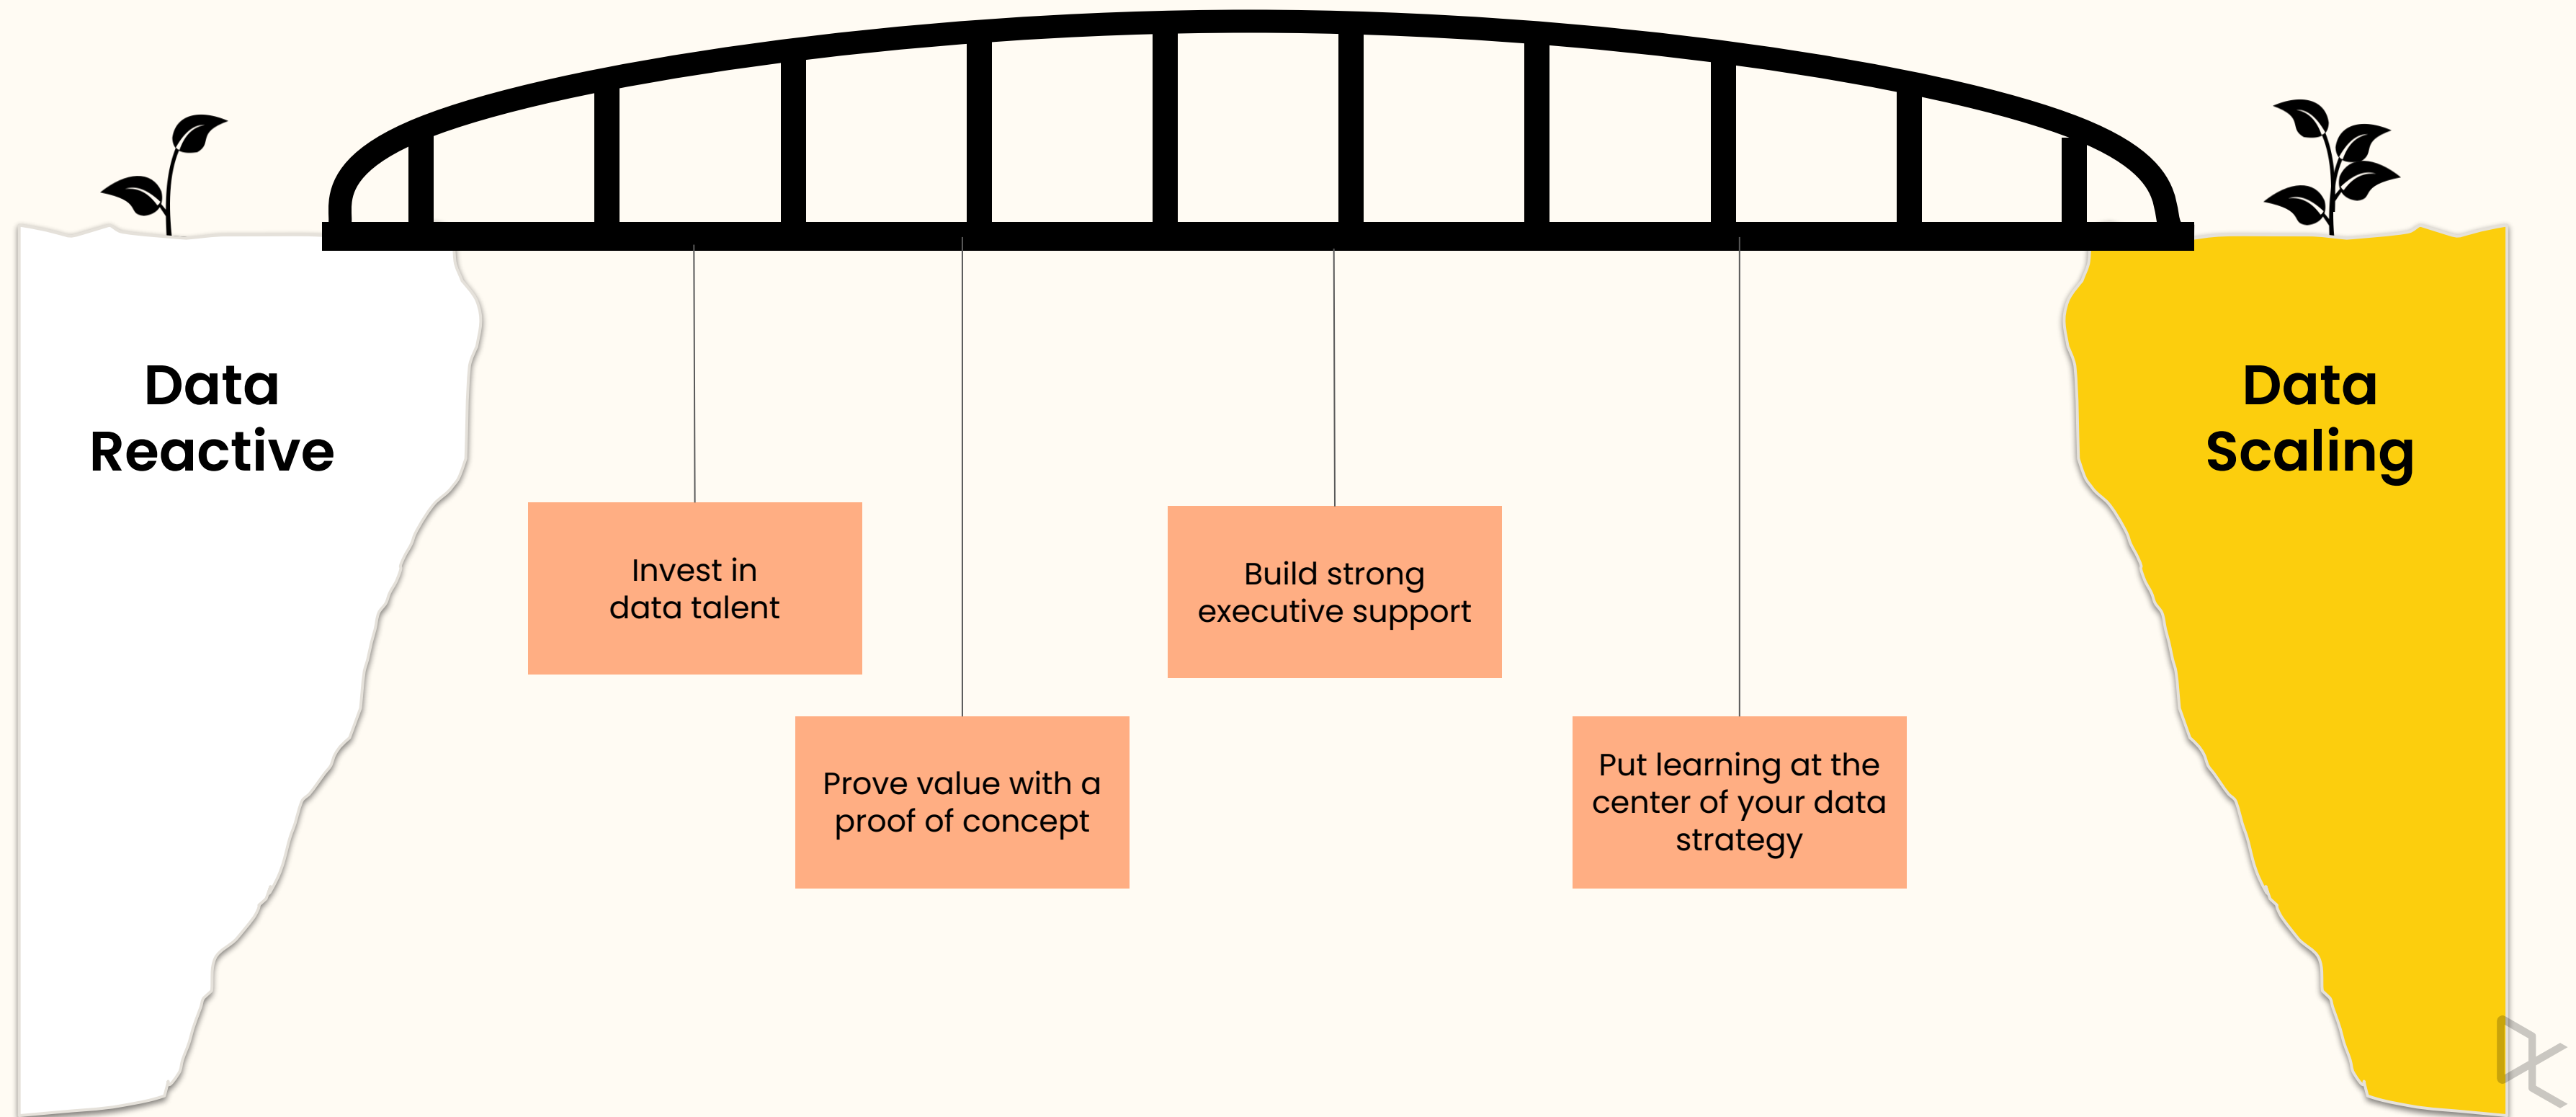 Data
Reactive
Data
Scaling
Invest in
data talent
Build strong
executive support
Prove value with a
proof of concept
Put learning at the
center of your data
strategy